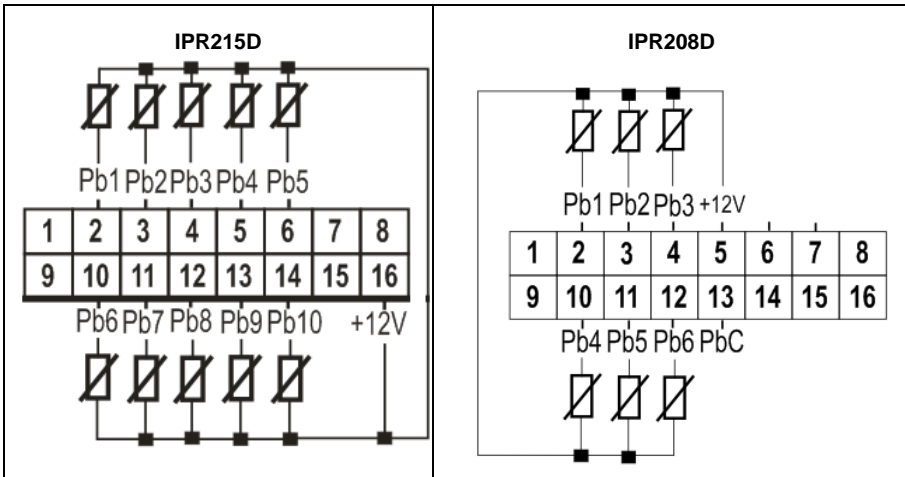 IPR215D
Pb1 Pb2 Pb3 Pb4 Pb5
1 2 3 4 5 6 7 8
9 10 11 12 13 14 15 16
Pb6 Pb7 Pb8 Pb9 Pb10 +12V
IPR208D
Pb1 Pb2 Pb3 +12V
1 2 3 4 5 6 7 8
9 10 11 12 13 14 15 16
Pb4 Pb5 Pb6 PbC